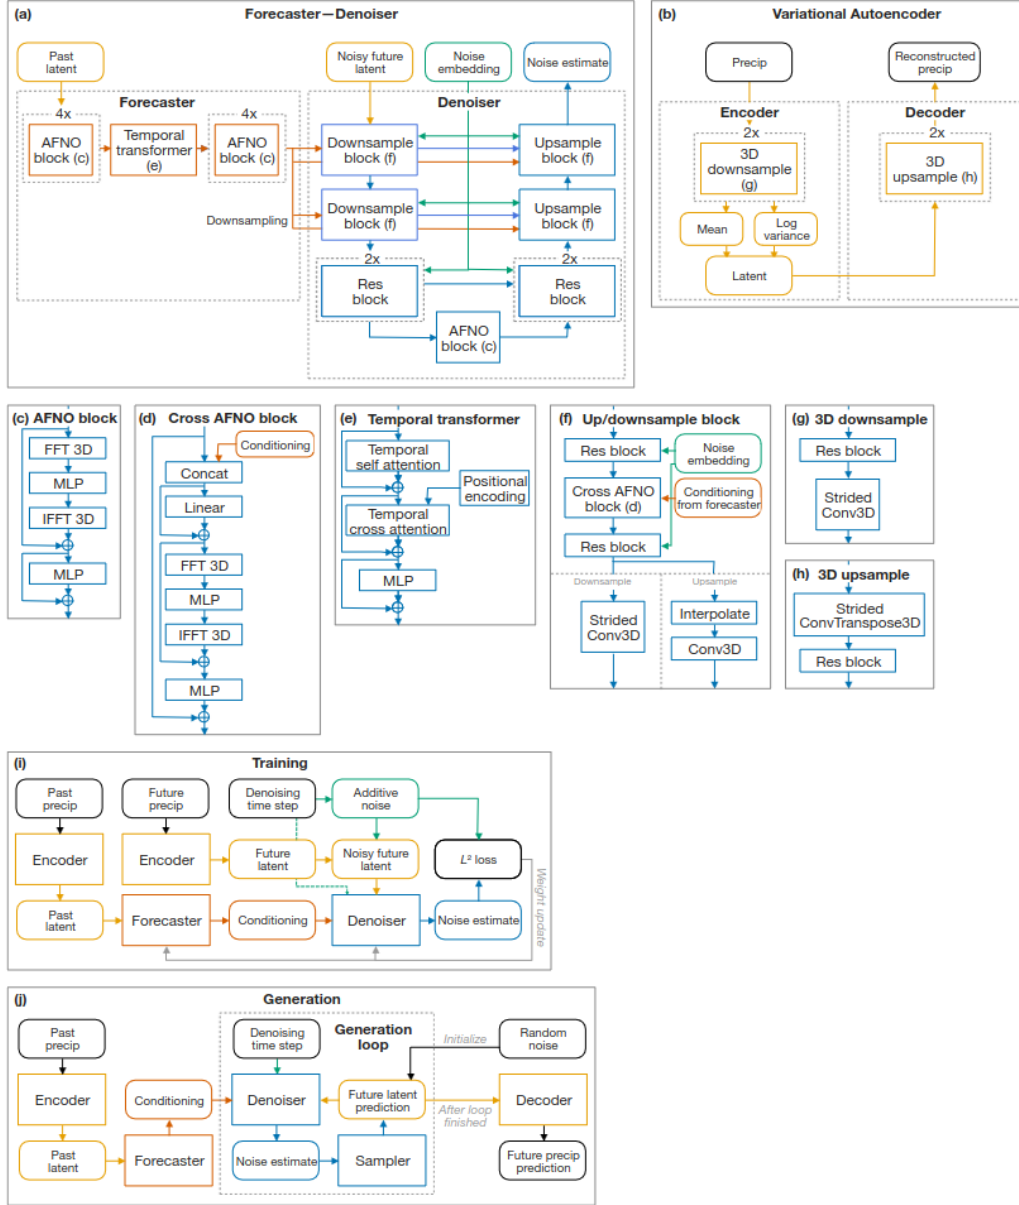 (a)
Forecaster—Denoiser
Past
latent
Noisy future
latent
Noise
embedding
Noise estimate
Forecaster
Denoiser
4x
AFNO
block (c)
Temporal
transformer
(e)
4x
AFNO
block (c)
Downsample
block (f)
Upsample
block (f)
Downsampling
Downsample
block (f)
Upsample
block (f)
2x
Res
block
2x
Res
block
AFNO
block (c)
(b)
Variational Autoencoder
Precip
Reconstructed
precip
Encoder
Decoder
2x
3D
downsample
(g)
2x
3D
upsample (h)
Mean
Log
variance
Latent
(c) AFNO block
FFT 3D
MLP
IFFT 3D
MLP
(d) Cross AFNO block
Conditioning
Concat
Linear
FFT 3D
MLP
IFFT 3D
MLP
(e) Temporal transformer
Temporal
self attention
Positional
encoding
Temporal
cross attention
MLP
(f) Up/downsample block
Res block
Noise
embedding
Cross AFNO
block (d)
Conditioning
from forecaster
Res block
Downsample
Upsample
Strided
Conv3D
Interpolate
Conv3D
(g) 3D downsample
Res block
Strided
Conv3D
(h) 3D upsample
Strided
ConvTranspose3D
Res block
(i)
Training
Past
precip
Future
precip
Denoising
time step
Additive
noise
Encoder
Encoder
Future
latent
Noisy future
latent
L² loss
Weight update
Past
latent
Forecaster
Conditioning
Denoiser
Noise estimate
(j)
Generation
Past
precip
Denoising
time step
Generation
loop
Initialize
Random
noise
Encoder
Conditioning
Denoiser
Future latent
prediction
After loop
finished
Decoder
Past
latent
Forecaster
Noise estimate
Sampler
Future precip
prediction